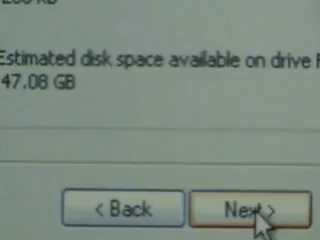 Estimated disk space available on drive
47.08 GB
< Back
Next >